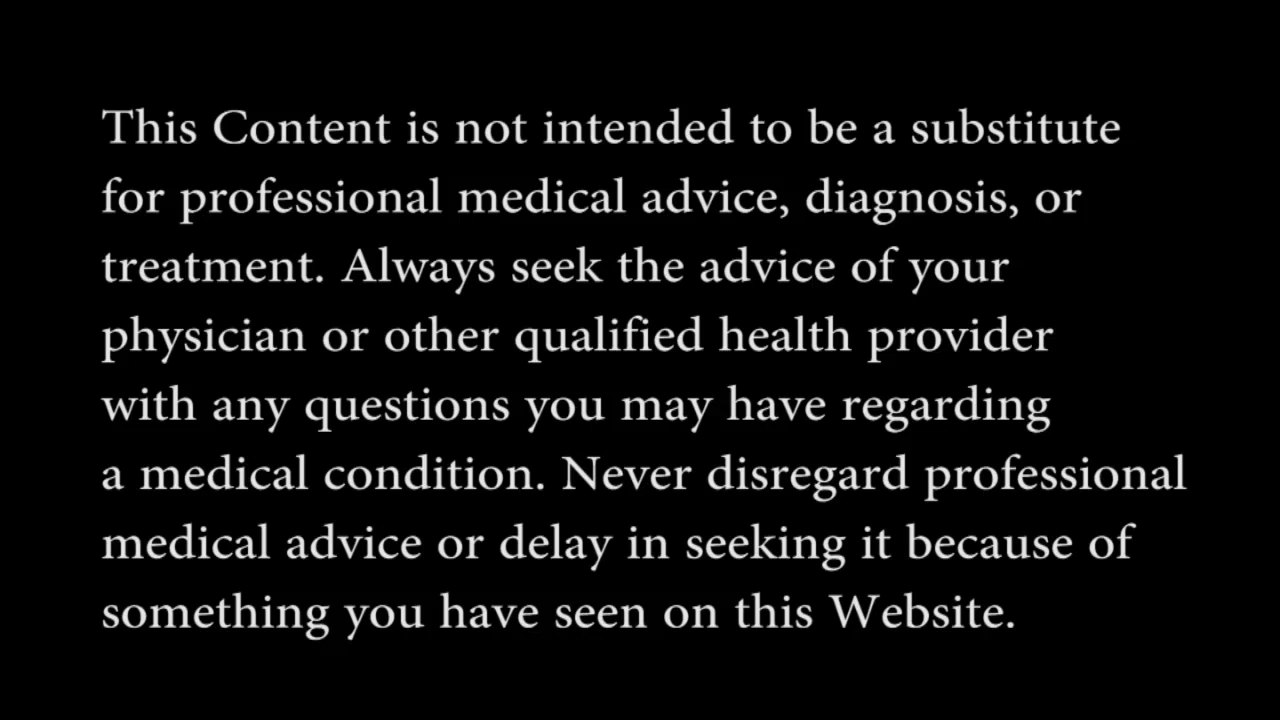 This Content is not intended to be a substitute
for professional medical advice, diagnosis, or
treatment. Always seek the advice of your
physician or other qualified health provider
with any questions you may have regarding
a medical condition. Never disregard professional
medical advice or delay in seeking it because of
something you have seen on this Website.